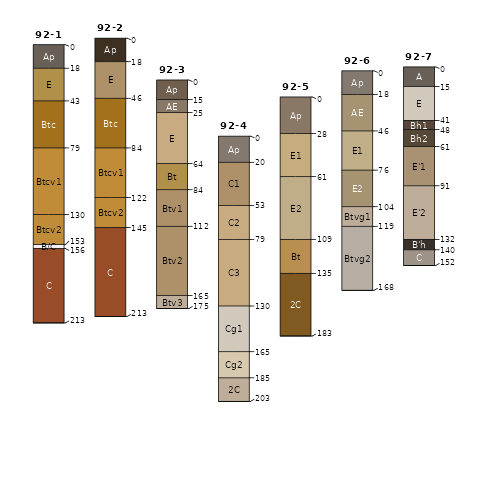 92-1
0
Ap
18
E
43
Btc
79
Btcv1
130
Btcv2
153
B/C
156
C
213
92-2
0
Ap
18
E
46
Btc
84
Btcv1
122
Btcv2
145
C
213
92-3
0
Ap
15
AE
25
E
64
Bt
84
Btv1
112
Btv2
165
Btv3
175
92-4
0
Ap
20
C1
53
C2
79
C3
130
Cg1
165
Cg2
185
2C
203
92-5
0
Ap
28
E1
61
E2
109
Bt
135
2C
183
92-6
0
Ap
18
AE
46
E1
76
E2
104
Btvg1
119
Btvg2
168
92-7
0
A
15
E
41
Bh1
48
Bh2
61
E'1
91
E'2
132
B'h
140
C
152